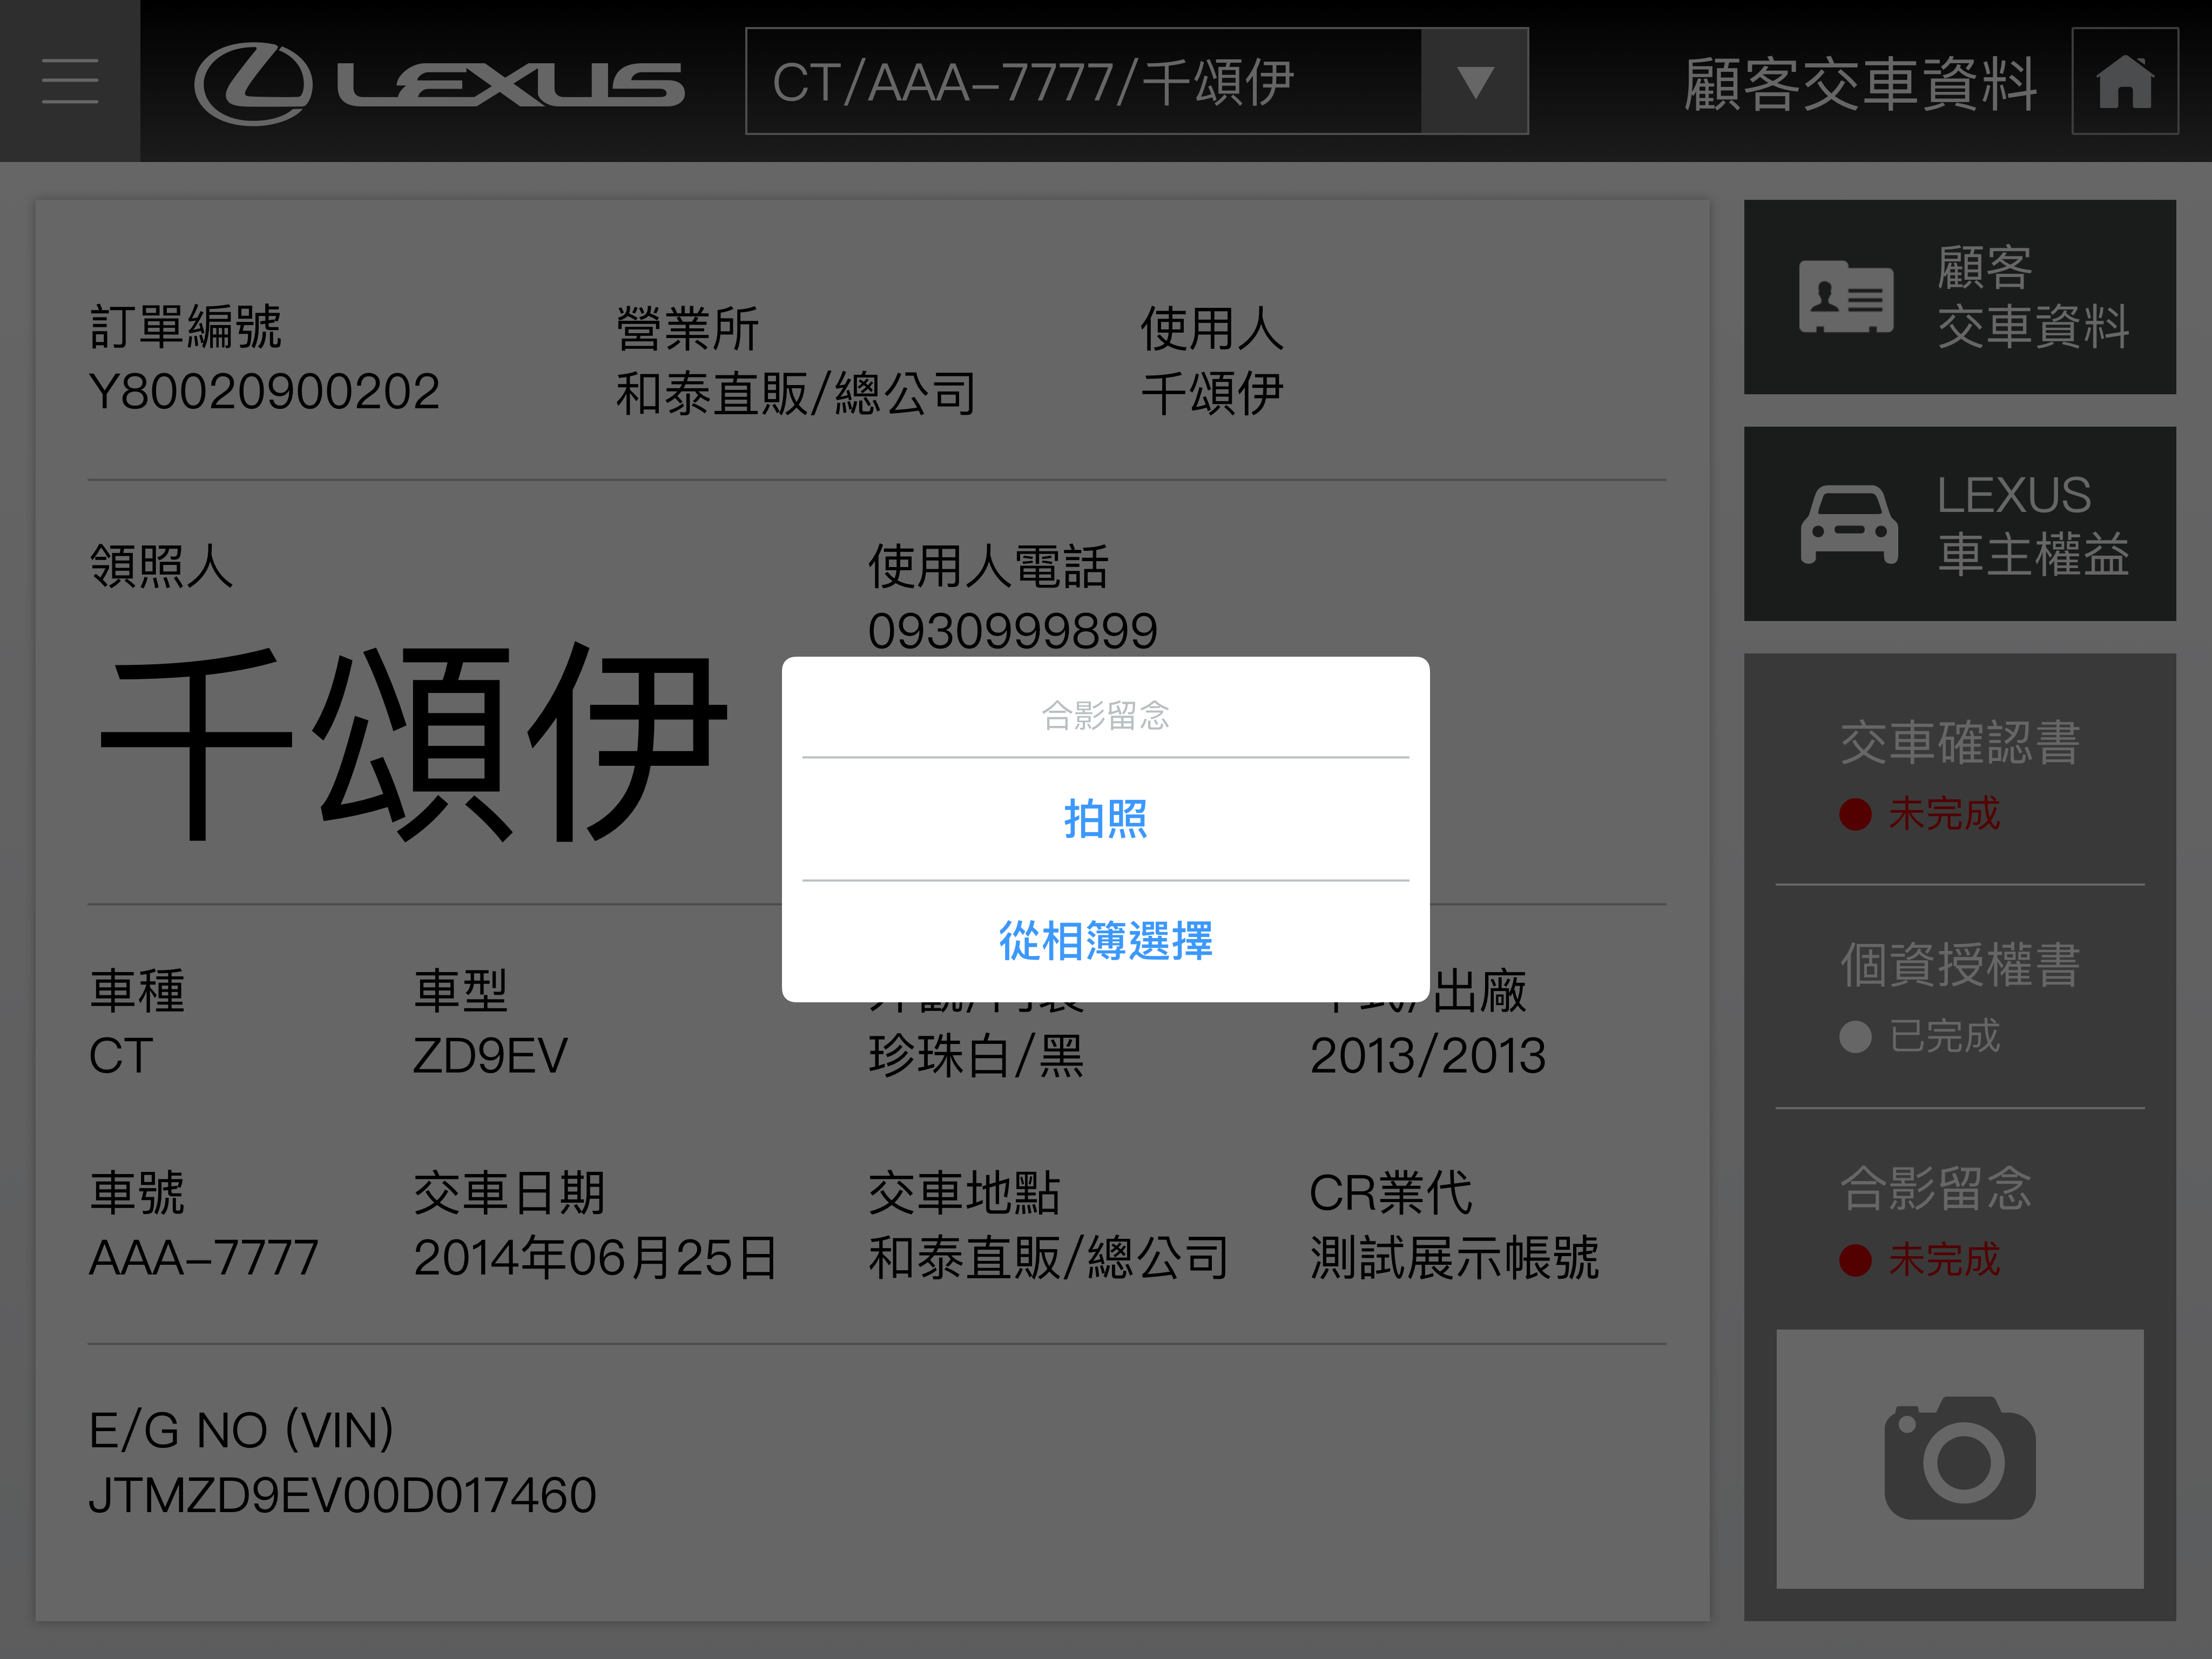 LEXUS
CT/AAA-7777/千頌伊
顧客交車資料
訂單編號
Y80020900202
營業所
和泰直販/總公司
使用人
千頌伊
領照人
千頌伊
使用人電話
0930999899
車種
CT
車型
ZD9EV
珍珠白/黑
出廠
2013/2013
車號
AAA-7777
交車日期
2014年06月25日
交車地點
和泰直販/總公司
CR業代
測試展示帳號
E/G NO (VIN)
JTMZD9EV00D017460
合影留念
拍照
從相簿選擇
顧客
交車資料
LEXUS
車主權益
交車確認書
未完成
個資授權書
已完成
合影留念
未完成